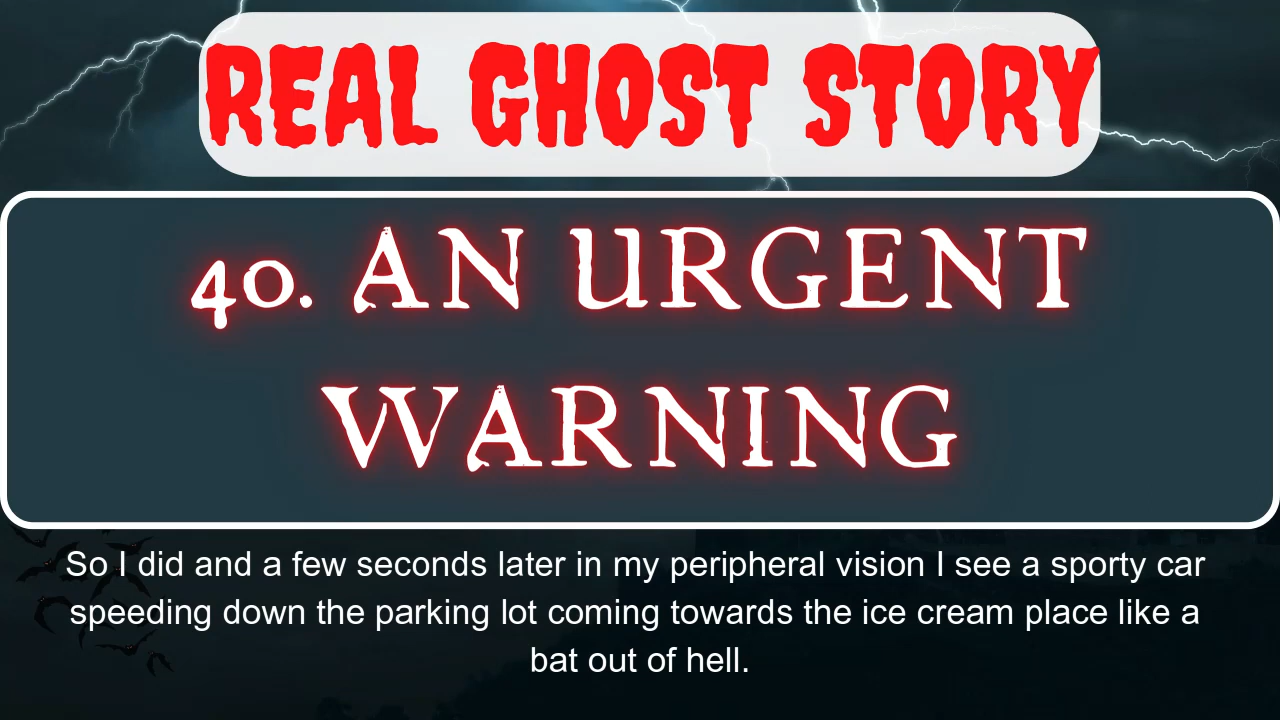 REAL GHOST STORY
40. AN URGENT
WARNING
So I did and a few seconds later in my peripheral vision I see a sporty car
speeding down the parking lot coming towards the ice cream place like a
bat out of hell.